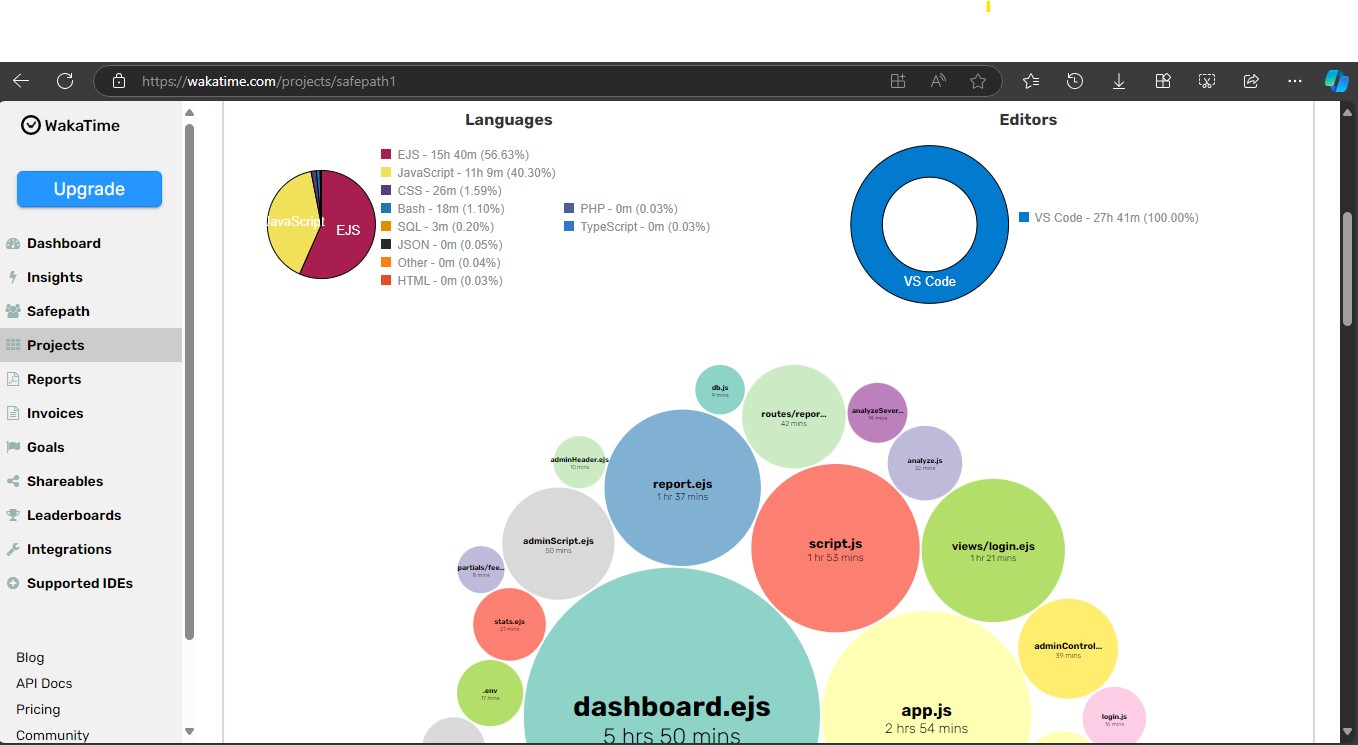 https://wakatime.com/projects/safepath1
WakaTime
Upgrade
Dashboard
Insights
Safepath
Projects
Reports
Invoices
Goals
Shareables
Leaderboards
Integrations
Supported IDEs
Blog
API Docs
Pricing
Community
Languages
JavaScript
EJS
EJS - 15h 40m (56.63%)
JavaScript - 11h 9m (40.30%)
CSS - 26m (1.59%)
Bash - 18m (1.10%)
SQL - 3m (0.20%)
JSON - 0m (0.05%)
Other - 0m (0.04%)
HTML - 0m (0.03%)
PHP - 0m (0.03%)
TypeScript - 0m (0.03%)
Editors
VS Code
VS Code - 27h 41m (100.00%)
db.js
9 mins
routes/repor...
42 mins
analyzeSever...
14 mins
adminHeader.ejs
10 mins
report.ejs
1 hr 37 mins
analyze.js
22 mins
adminScript.ejs
50 mins
script.js
1 hr 53 mins
views/login.ejs
1 hr 21 mins
partials/fee...
8 mins
stats.ejs
21 mins
adminControl...
39 mins
.env
17 mins
dashboard.ejs
5 hrs 50 mins
app.js
2 hrs 54 mins
login.js
16 mins